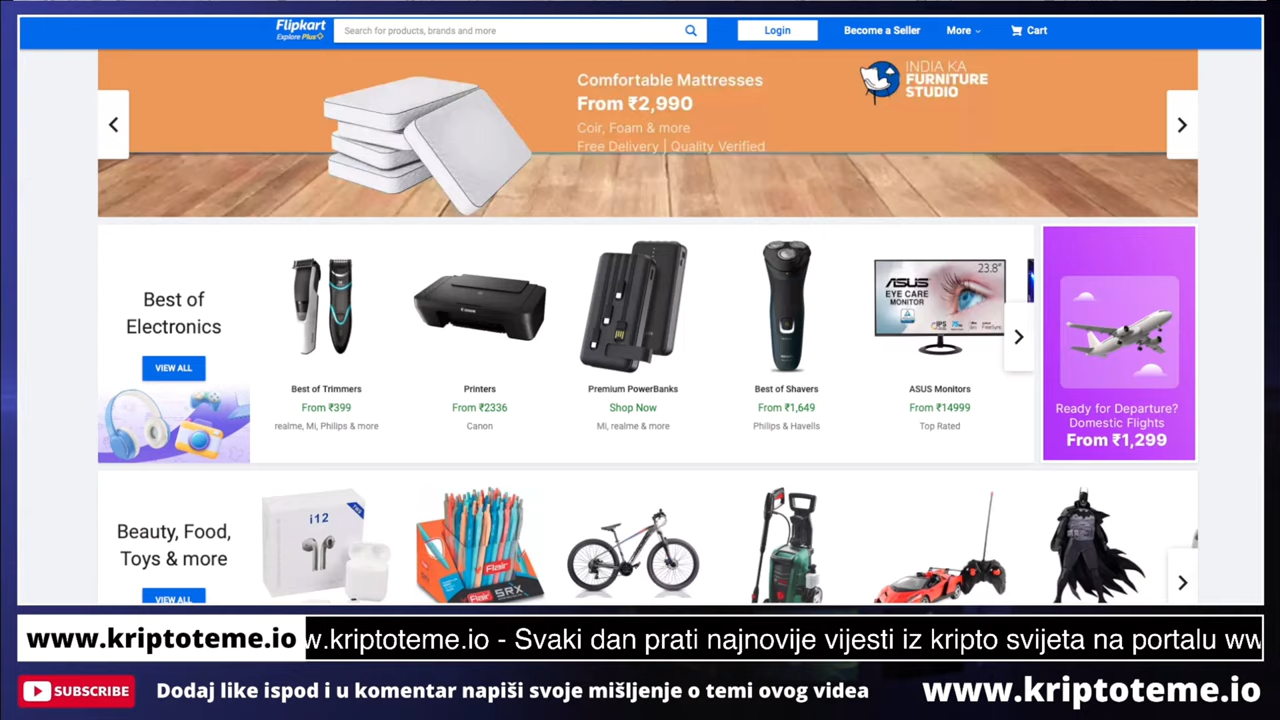 Flipkart
Explore Plus
Search for products, brands and more
Login
Become a Seller
More
Cart
Comfortable Mattresses
From ₹2,990
Coir, Foam & more
Free Delivery | Quality Verified
INDIA KA
FURNITURE
STUDIO
Best of
Electronics
VIEW ALL
Best of Trimmers
From ₹399
realme, Mi, Philips & more
Canon
Printers
From ₹2336
Canon
Premium PowerBanks
Shop Now
Mi, realme & more
Best of Shavers
From ₹1,649
Philips & Havells
23.8"
ASUS
EYE CARE
MONITOR
IPS
FreeSync
ASUS Monitors
From ₹14999
Top Rated
Ready for Departure?
Domestic Flights
From ₹1,299
Beauty, Food,
Toys & more
VIEW ALL
i12
Flair
SRX
www.kriptoteme.io
w.kriptoteme.io - Svaki dan prati najnovije vijesti iz kripto svijeta na portalu ww
SUBSCRIBE
Dodaj like ispod i u komentar napiši svoje mišljenje o temi ovog videa
www.kriptoteme.io